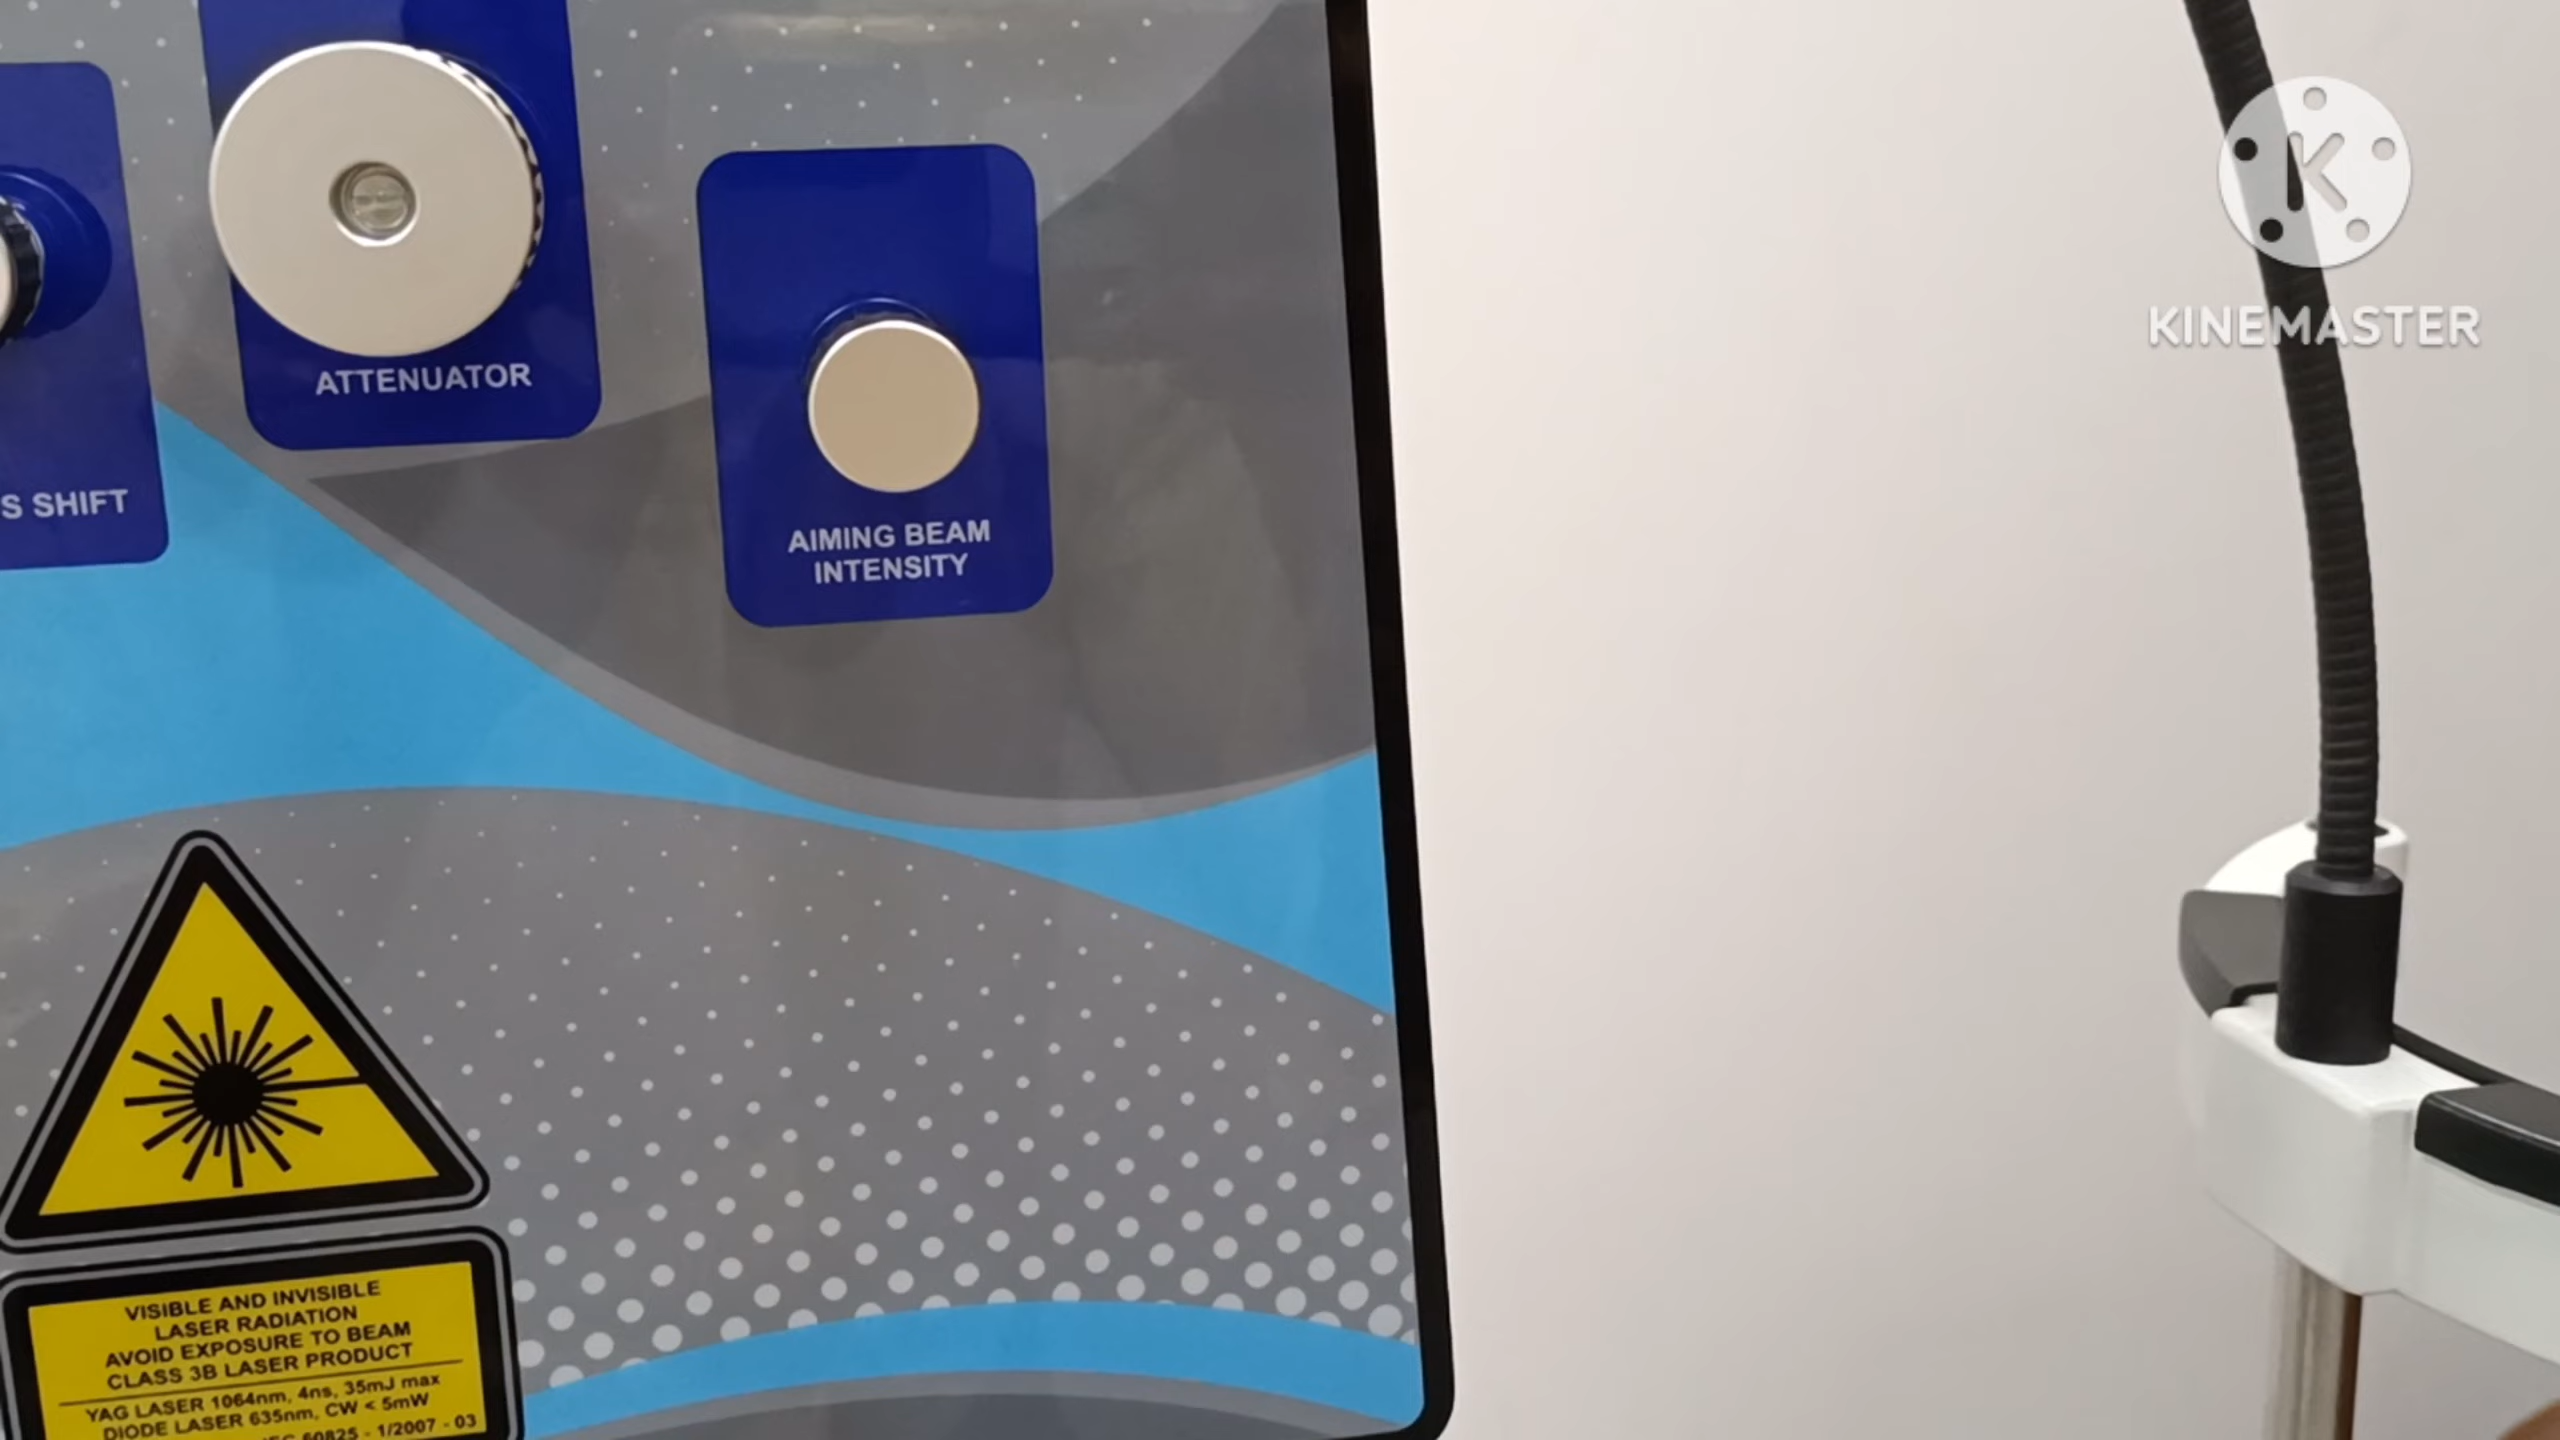 ATTENUATOR
S SHIFT
AIMING BEAM
INTENSITY
K
KINEMASTER
VISIBLE AND INVISIBLE
LASER RADIATION
AVOID EXPOSURE TO BEAM
CLASS 3B LASER PRODUCT
YAG LASER 1064nm, 4ns, 35mJ max
DIODE LASER 635nm, CW < 5mW
60825 - 1/2007 - 03